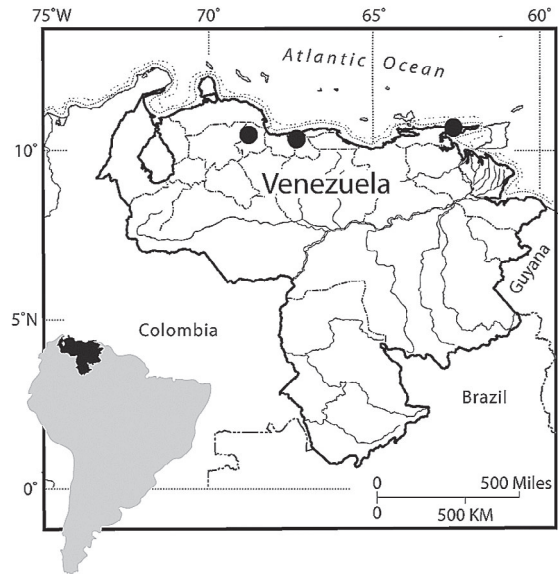 75°W 70° 65° 60°
Atlantic Ocean
10°
Venezuela
Guyana
5°N
Colombia
Brazil
0°
0 500 Miles
0 500 KM